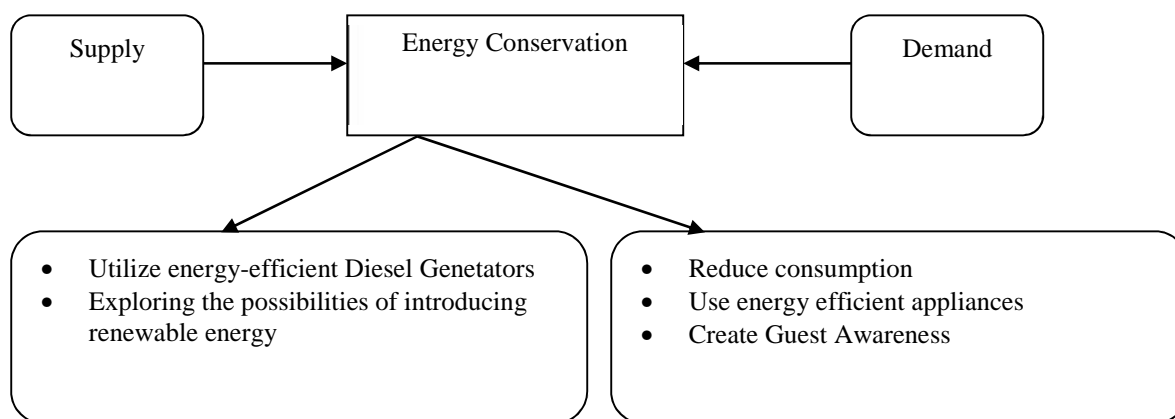 Supply
Energy Conservation
Demand
• Utilize energy-efficient Diesel Genetators
• Exploring the possibilities of introducing
renewable energy
• Reduce consumption
• Use energy efficient appliances
• Create Guest Awareness